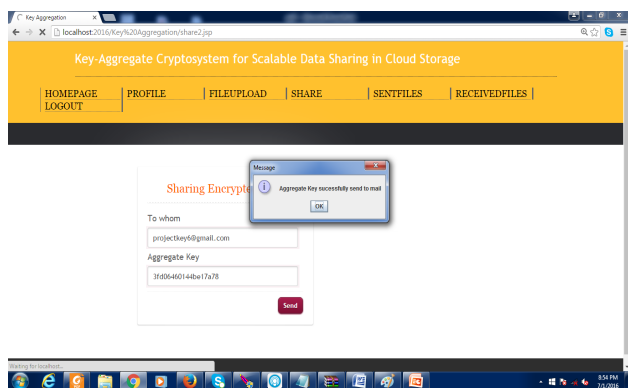 Key Aggregation
localhost:2016/Key%20Aggregation/share2.jsp
Key-Aggregate Cryptosystem for Scalable Data Sharing in Cloud Storage
HOMEPAGE PROFILE FILEUPLOAD SHARE SENTFILES RECEIVEDFILES
LOGOUT
Message
Aggregate Key sucessfully send to mail
OK
Sharing Encrypte
To whom
projectkey6@gmail.com
Aggregate Key
3fd06460144be17a78
Send
Waiting for localhost...
8:54 PM
7/1/2016